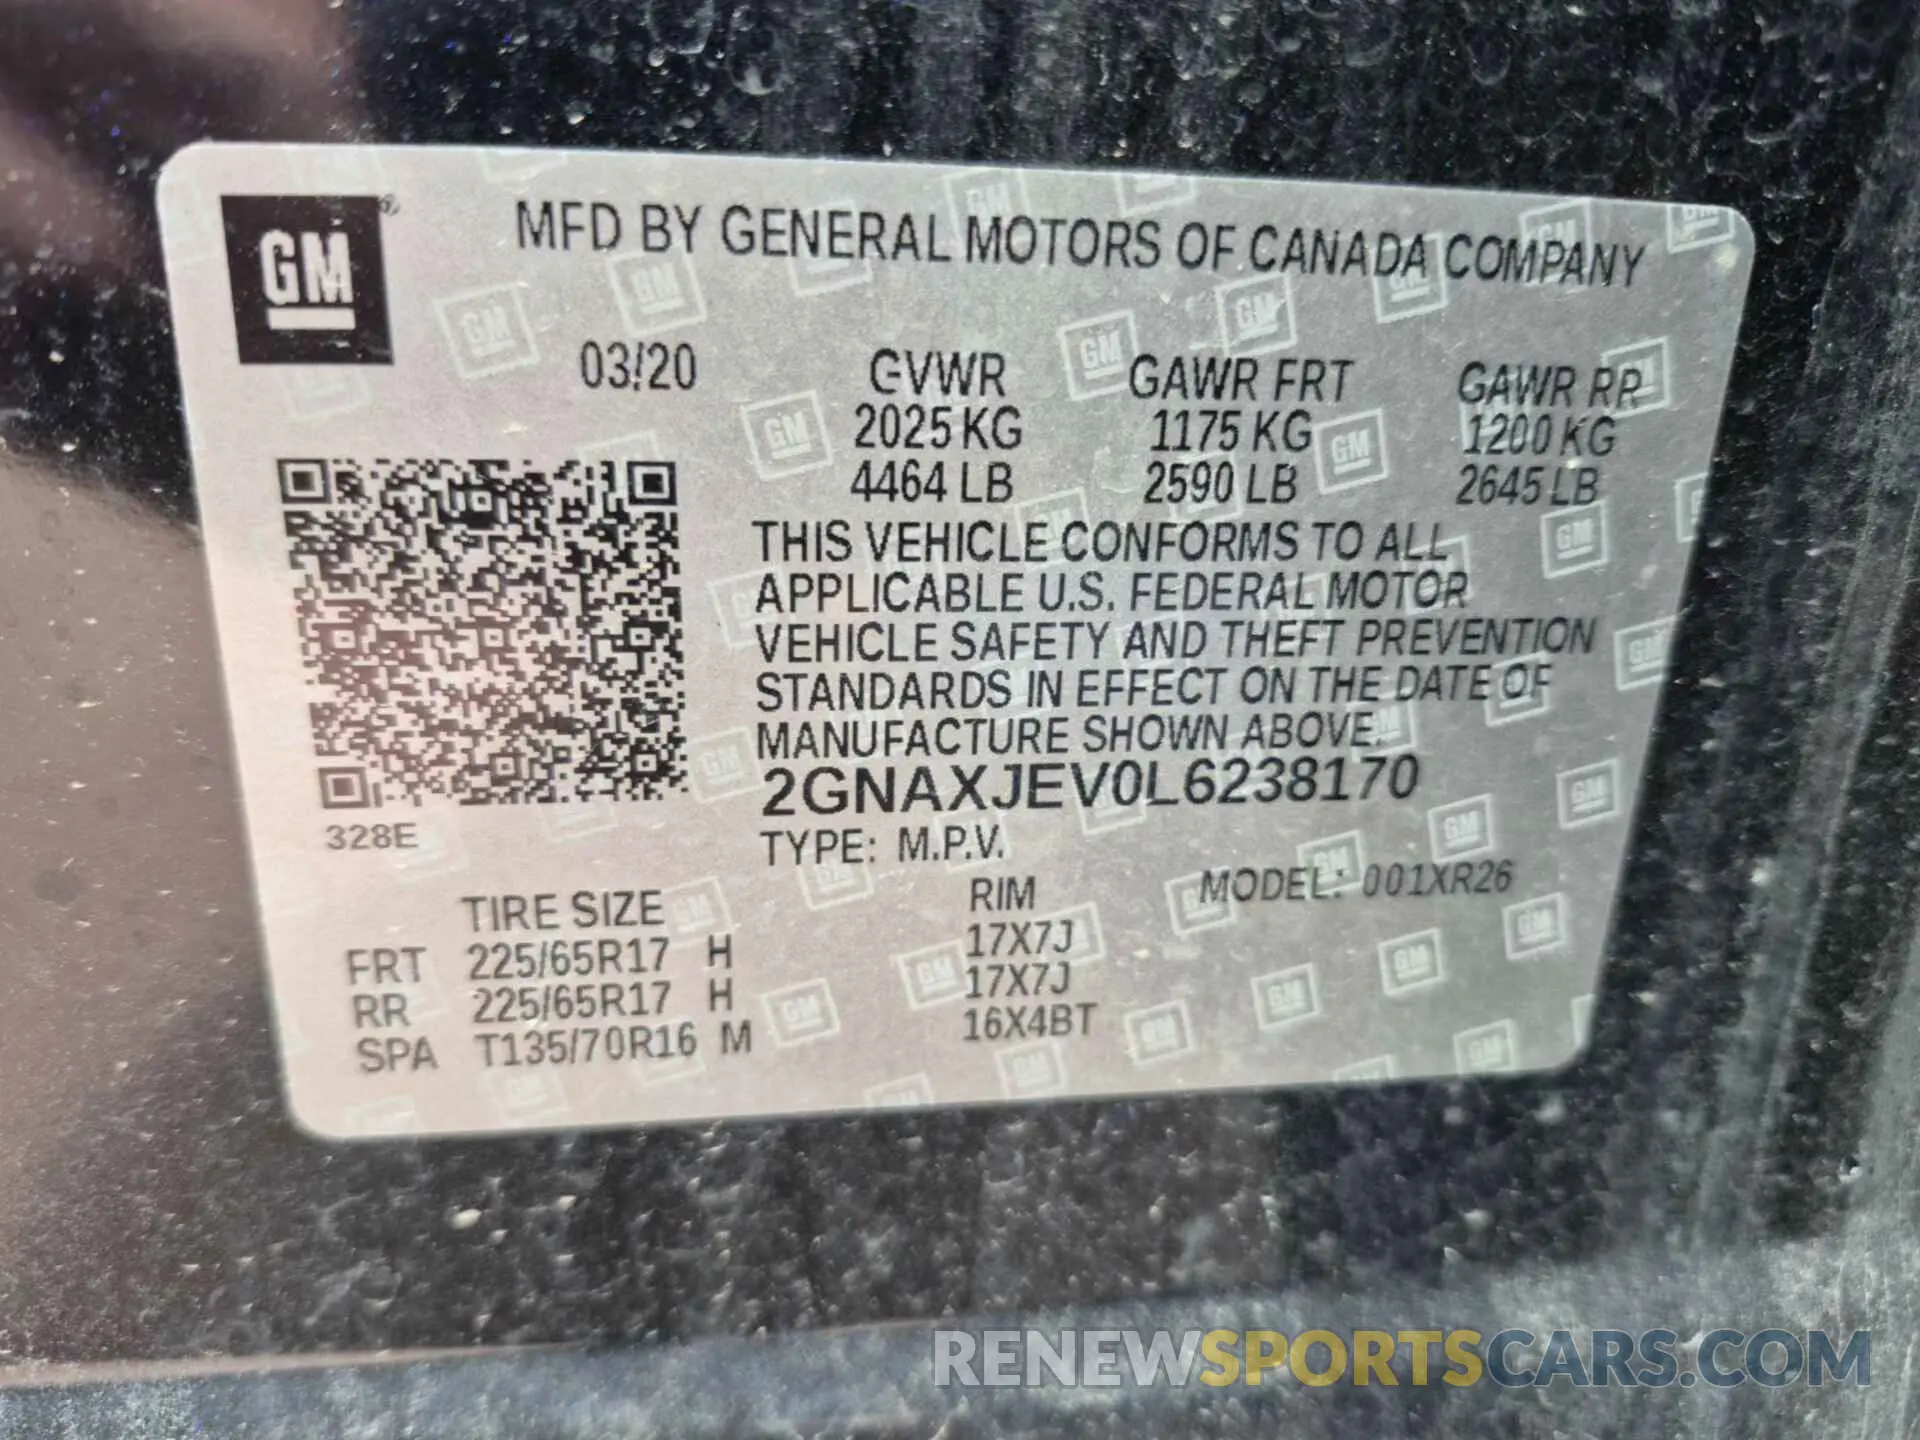 GM
MFD BY GENERAL MOTORS OF CANADA COMPANY
03/20 GVWR GAWR FRT GAWR RR
2025 KG 1175 KG 1200 KG
4464 LB 2590 LB 2645 LB
THIS VEHICLE CONFORMS TO ALL
APPLICABLE U.S. FEDERAL MOTOR
VEHICLE SAFETY AND THEFT PREVENTION
STANDARDS IN EFFECT ON THE DATE OF
MANUFACTURE SHOWN ABOVE.
2GNAXJEV0L6238170
328E
TYPE: M.P.V.
MODEL: 001XR26
TIRE SIZE RIM
FRT 225/65R17 H 17X7J
RR 225/65R17 H 17X7J
SPA T135/70R16 M 16X4BT
RENEWSPORTSCARS.COM